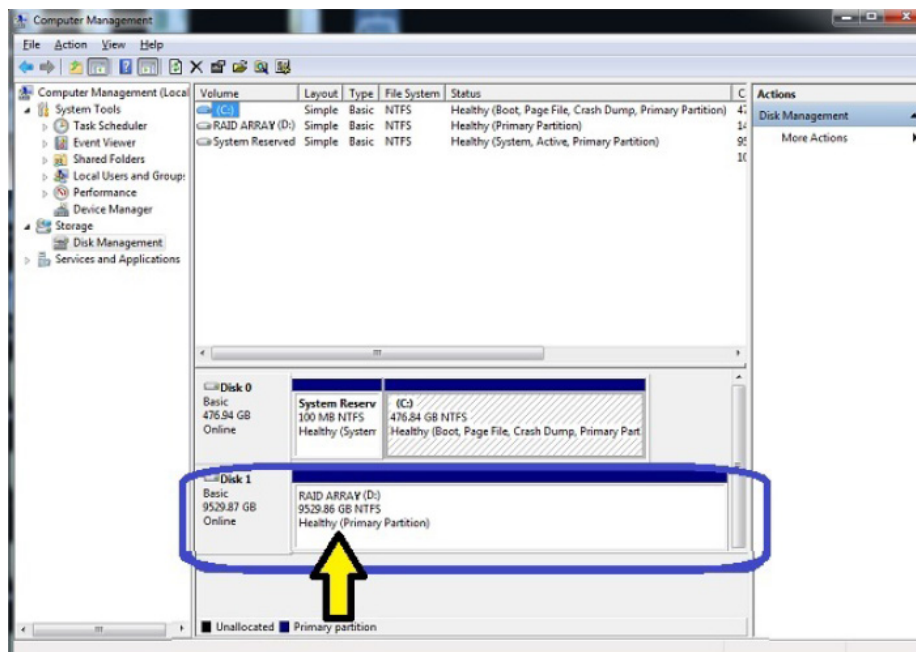 Computer Management
File Action View Help
Computer Management (Local
System Tools
Task Scheduler
Event Viewer
Shared Folders
Local Users and Groups
Performance
Device Manager
Storage
Disk Management
Services and Applications
Volume Layout Type File System Status C
(C:) Simple Basic NTFS Healthy (Boot, Page File, Crash Dump, Primary Partition) 47
RAID ARRAY (D:) Simple Basic NTFS Healthy (Primary Partition) 14
System Reserved Simple Basic NTFS Healthy (System, Active, Primary Partition) 95
10
Actions
Disk Management
More Actions
Disk 0
Basic
476.94 GB
Online
System Reserv
100 MB NTFS
Healthy (System
(C:)
476.84 GB NTFS
Healthy (Boot, Page File, Crash Dump, Primary Part
Disk 1
Basic
9529.87 GB
Online
RAID ARRAY (D:)
9529.86 GB NTFS
Healthy (Primary Partition)
Unallocated Primary partition